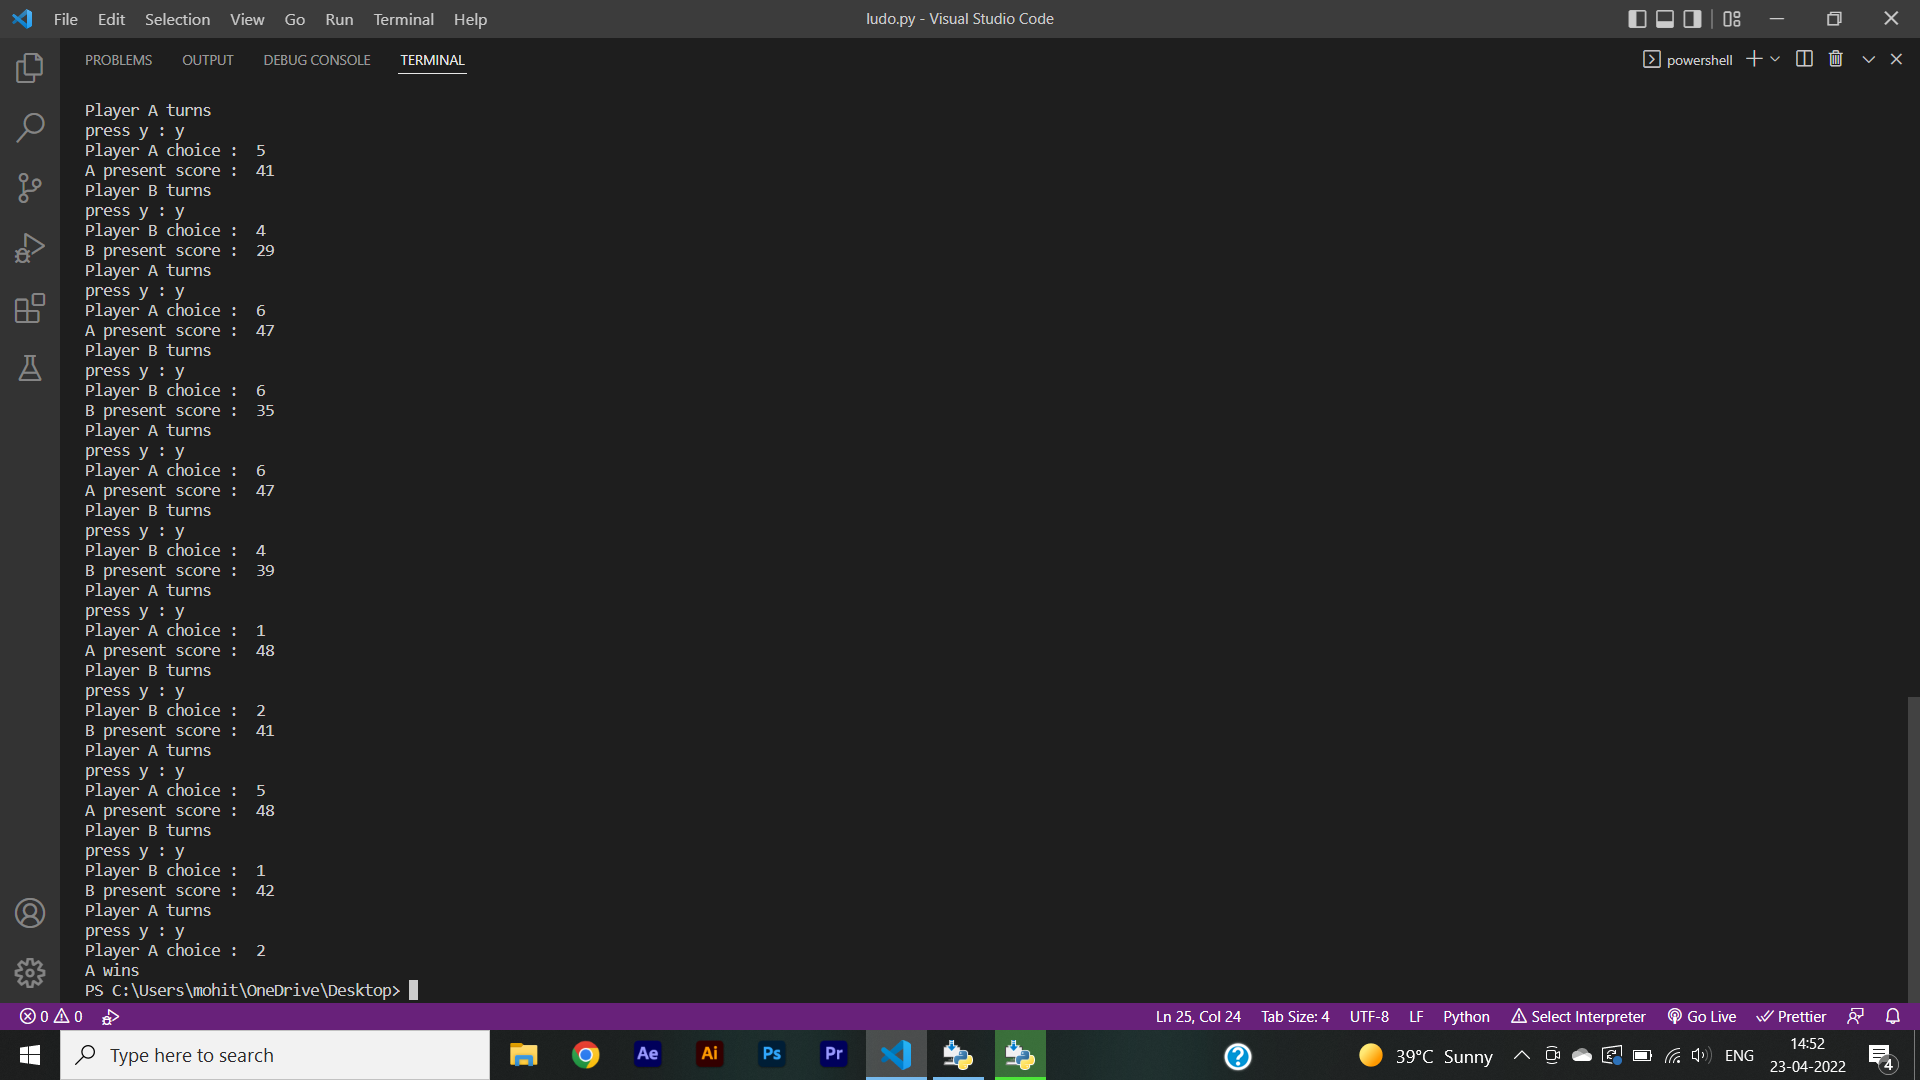 File Edit Selection View Go Run Terminal Help
ludo.py - Visual Studio Code
PROBLEMS OUTPUT DEBUG CONSOLE TERMINAL
powershell
Player A turns
press y : y
Player A choice :  5
A present score :  41
Player B turns
press y : y
Player B choice :  4
B present score :  29
Player A turns
press y : y
Player A choice :  6
A present score :  47
Player B turns
press y : y
Player B choice :  6
B present score :  35
Player A turns
press y : y
Player A choice :  6
A present score :  47
Player B turns
press y : y
Player B choice :  4
B present score :  39
Player A turns
press y : y
Player A choice :  1
A present score :  48
Player B turns
press y : y
Player B choice :  2
B present score :  41
Player A turns
press y : y
Player A choice :  5
A present score :  48
Player B turns
press y : y
Player B choice :  1
B present score :  42
Player A turns
press y : y
Player A choice :  2
A wins
PS C:\Users\mohit\OneDrive\Desktop>
0 0 Ln 25, Col 24 Tab Size: 4 UTF-8 LF Python Select Interpreter Go Live Prettier
Type here to search Ae Ai Ps Pr ? 39°C Sunny ENG 14:52
23-04-2022 4